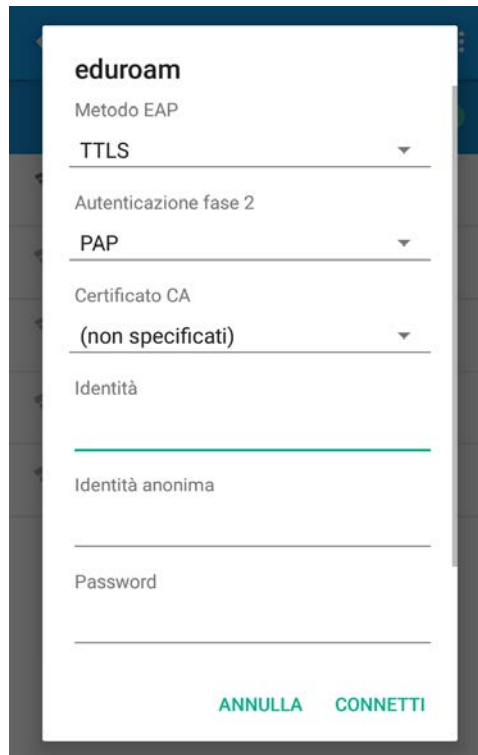 eduroam
Metodo EAP
TTLS
Autenticazione fase 2
PAP
Certificato CA
(non specificati)
Identità
Identità anonima
Password
ANNULLA CONNETTI